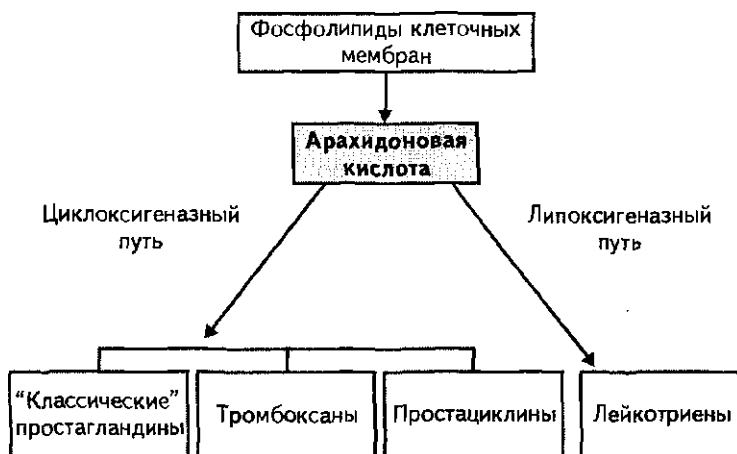 Фосфолипиды клеточных
мембран
Арахидоновая
кислота
Циклоксигеназный
путь
Липоксигеназный
путь
“Классические”
простагландины
Тромбоксаны
Простациклины
Лейкотриены